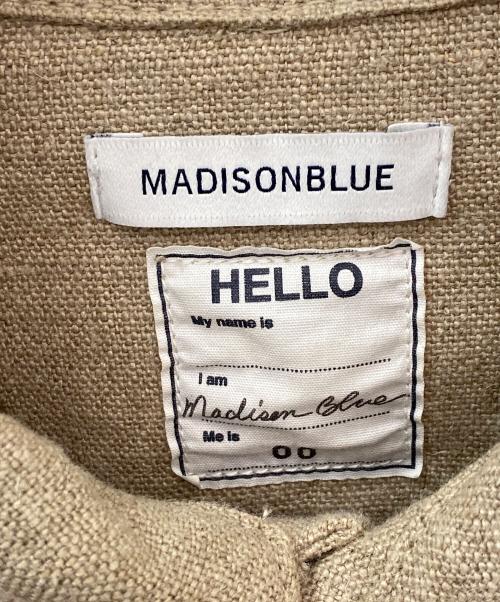 MADISONBLUE
HELLO
My name is
I am
Madison Blue
Me is
00